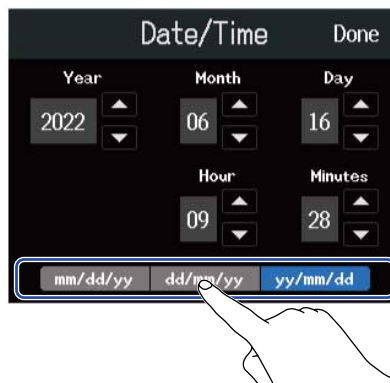 Date/Time Done
Year Month Day
2022 06 16
Hour Minutes
09 28
mm/dd/yy dd/mm/yy yy/mm/dd